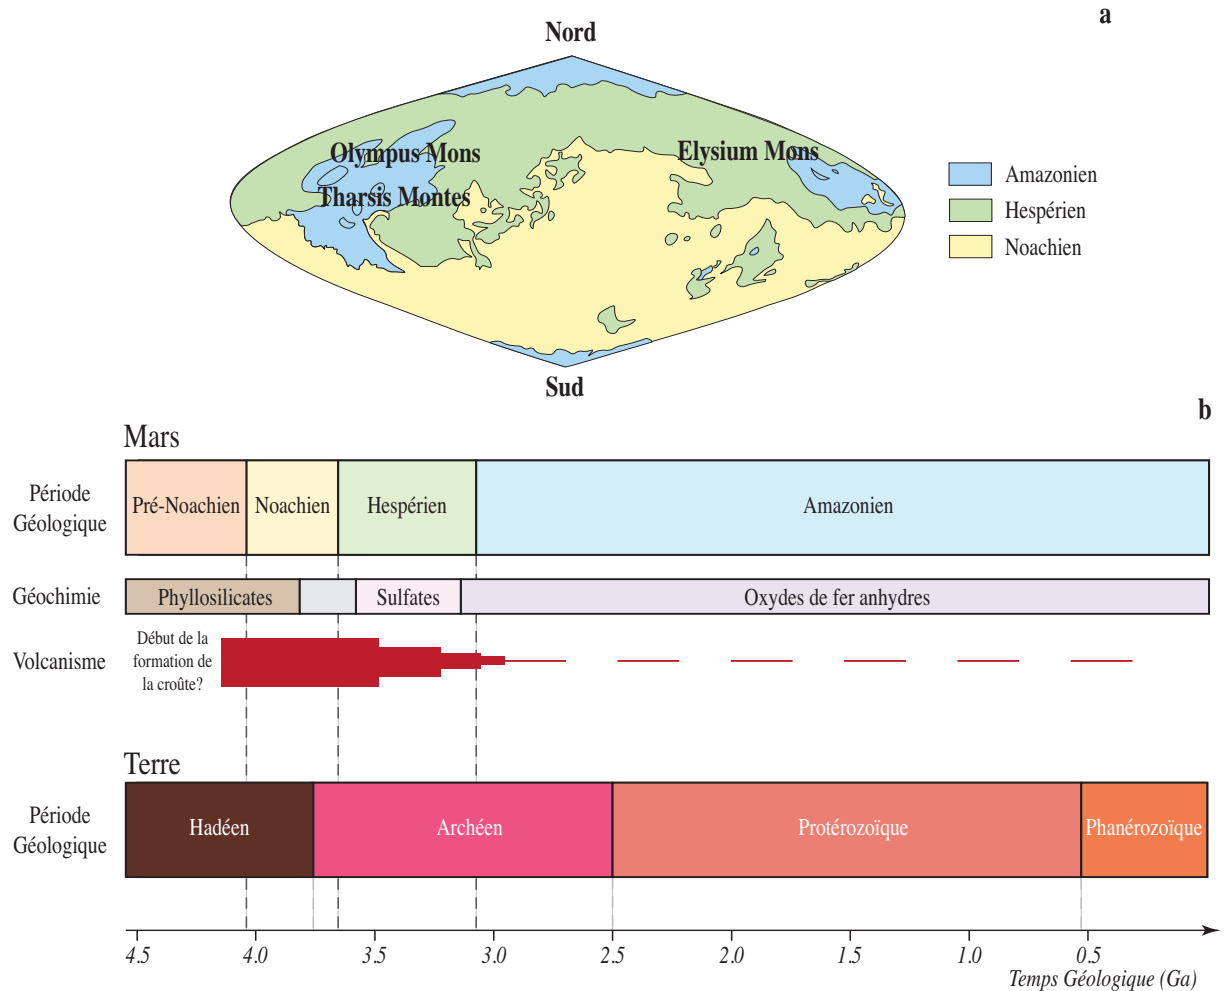 a
Nord
Olympus Mons
Elysium Mons
Tharsis Montes
Amazonien
Hespérien
Noachien
Sud
b
Mars
Période
Géologique
Pré-Noachien
Noachien
Hespérien
Amazonien
Géochimie
Phyllosilicates
Sulfates
Oxydes de fer anhydres
Volcanisme
Début de la
formation de
la croûte?
Terre
Période
Géologique
Hadéen
Archéen
Protérozoïque
Phanérozoïque
4.5 4.0 3.5 3.0 2.5 2.0 1.5 1.0 0.5
Temps Géologique (Ga)